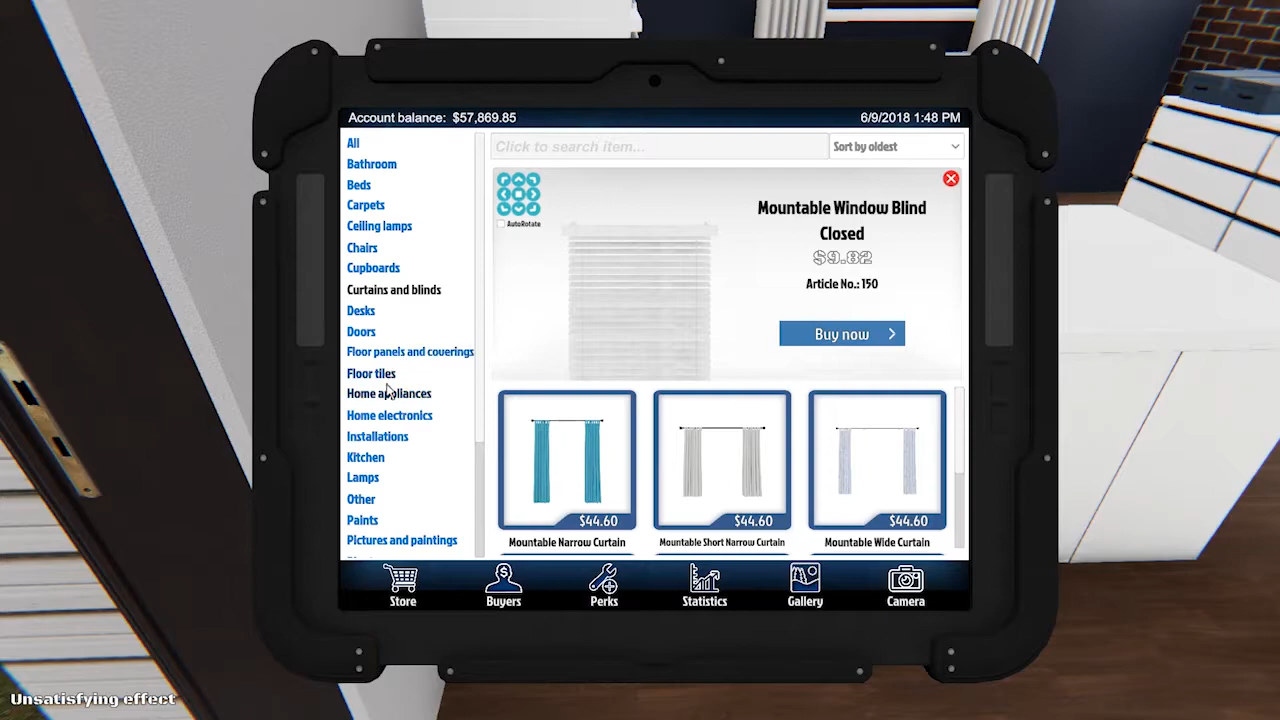 Account balance: $57,869.85
6/9/2018 1:48 PM
All
Bathroom
Beds
Carpets
Ceiling lamps
Chairs
Cupboards
Curtains and blinds
Desks
Doors
Floor panels and coverings
Floor tiles
Home appliances
Home electronics
Installations
Kitchen
Lamps
Other
Paints
Pictures and paintings
Click to search item...
Sort by oldest
AutoRotate
Mountable Window Blind
Closed
$9.82
Article No.: 150
Buy now
$44.60
$44.60
$44.60
Mountable Narrow Curtain
Mountable Short Narrow Curtain
Mountable Wide Curtain
Store
Buyers
Perks
Statistics
Gallery
Camera
Unsatisfying effect